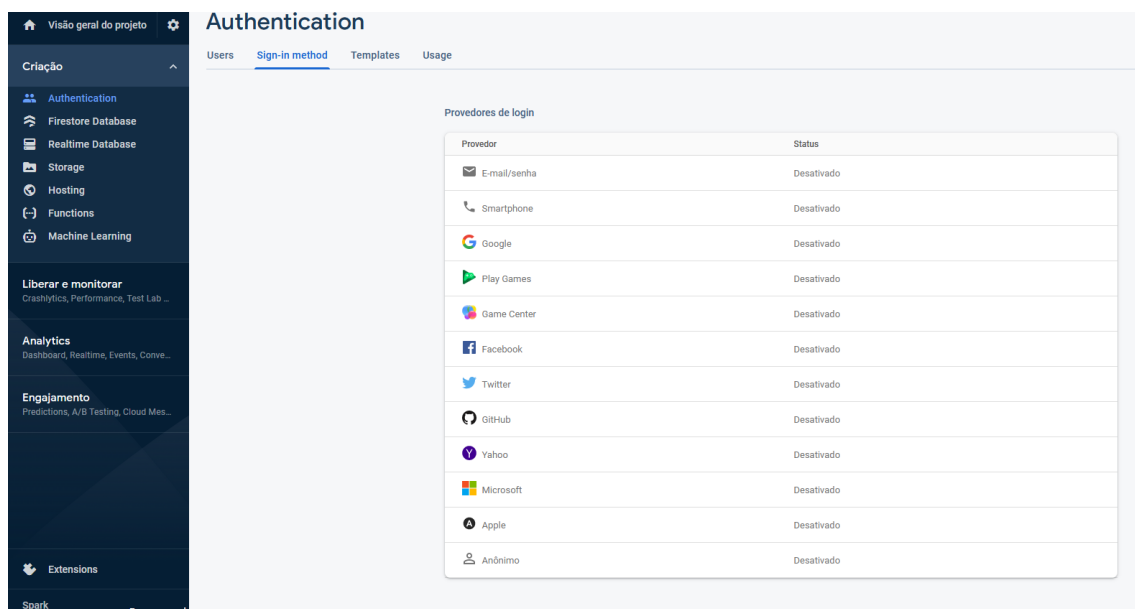 Visão geral do projeto
Criação
Authentication
Firestore Database
Realtime Database
Storage
Hosting
Functions
Machine Learning
Liberar e monitorar
Crashlytics, Performance, Test Lab ...
Analytics
Dashboard, Realtime, Events, Conve...
Engajamento
Predictions, A/B Testing, Cloud Mes...
Extensions
Spark
Authentication
Users Sign-in method Templates Usage
Provedores de login
Provedor Status
E-mail/senha Desativado
Smartphone Desativado
Google Desativado
Play Games Desativado
Game Center Desativado
Facebook Desativado
Twitter Desativado
GitHub Desativado
Yahoo Desativado
Microsoft Desativado
Apple Desativado
Anônimo Desativado